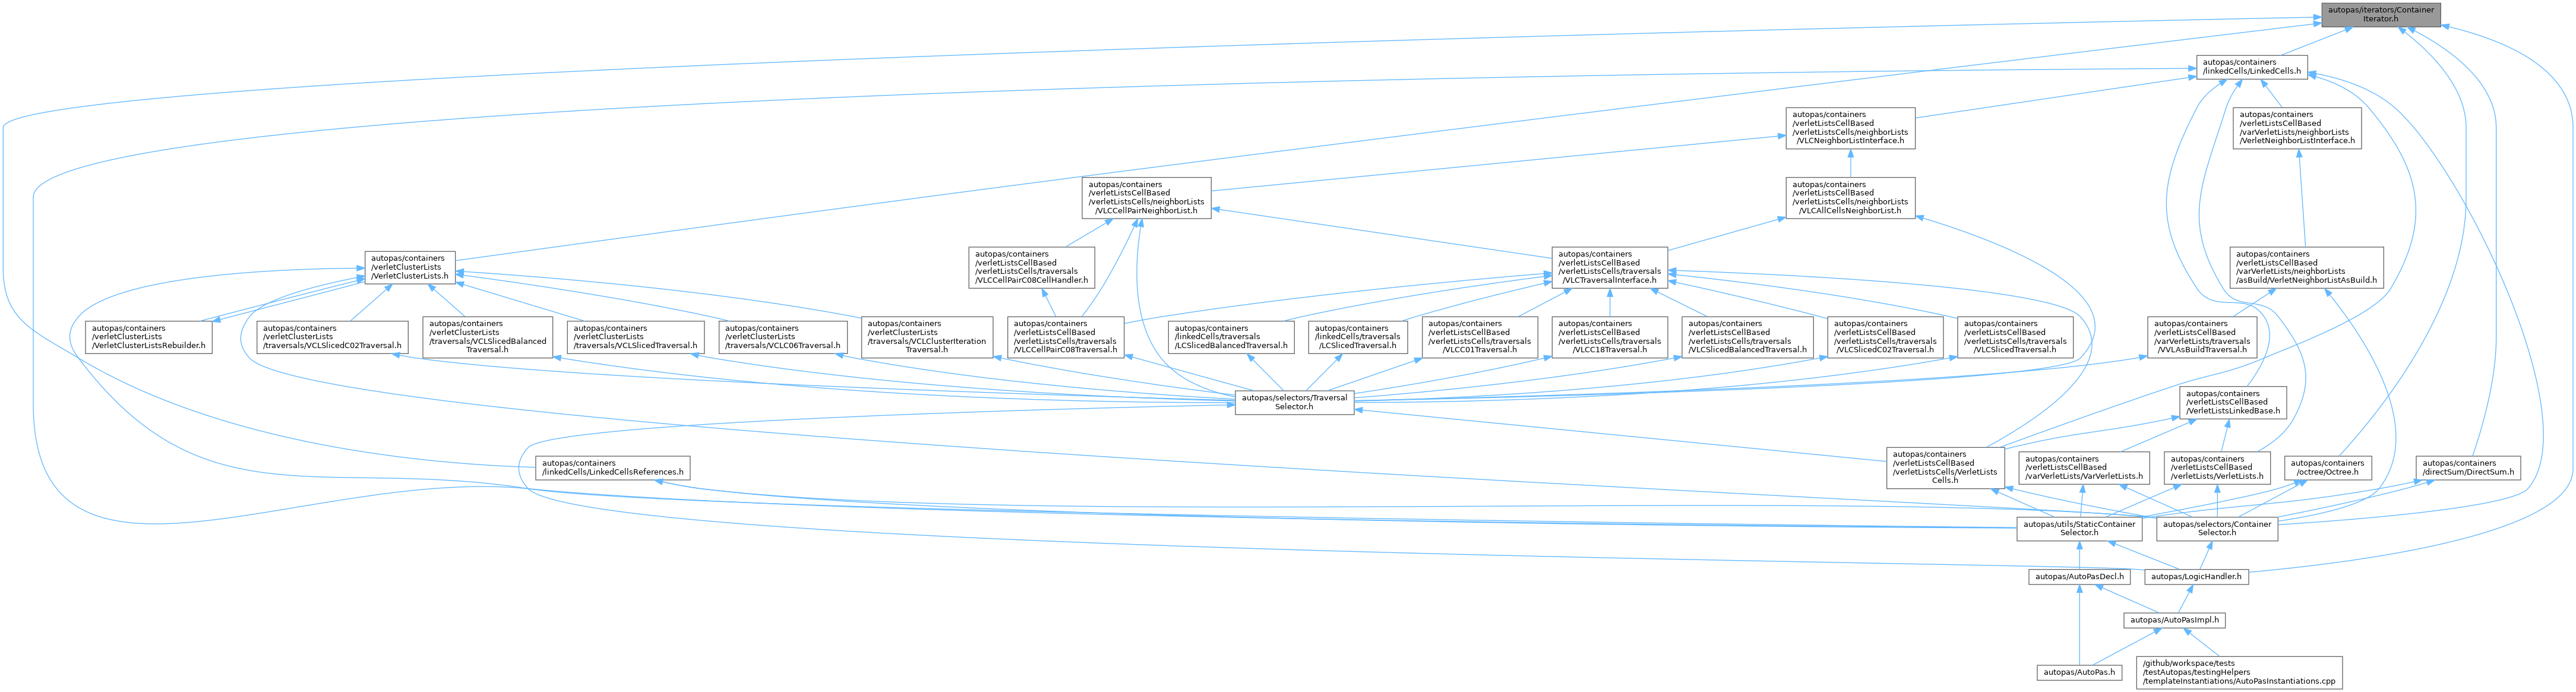 autopas/iterators/Container
Iterator.h
autopas/containers
/linkedCells/LinkedCells.h
autopas/containers
/verletListsCellBased
/verletListsCells/neighborLists
/VLCNeighborListInterface.h
autopas/containers
/verletListsCellBased
/varVerletLists/neighborLists
/VerletNeighborListInterface.h
autopas/containers
/verletListsCellBased
/verletListsCells/neighborLists
/VLCCellPairNeighborList.h
autopas/containers
/verletListsCellBased
/verletListsCells/neighborLists
/VLCAllCellsNeighborList.h
autopas/containers
/verletClusterLists
/VerletClusterLists.h
autopas/containers
/verletListsCellBased
/verletListsCells/traversals
/VLCCellPairC08CellHandler.h
autopas/containers
/verletListsCellBased
/verletListsCells/traversals
/VLCTraversalInterface.h
autopas/containers
/verletListsCellBased
/varVerletLists/neighborLists
/asBuild/VerletNeighborListAsBuild.h
autopas/containers
/verletClusterLists
/VerletClusterListsRebuilder.h
autopas/containers
/verletClusterLists
/traversals/VCLSlicedC02Traversal.h
autopas/containers
/verletClusterLists
/traversals/VCLSlicedBalanced
Traversal.h
autopas/containers
/verletClusterLists
/traversals/VCLSlicedTraversal.h
autopas/containers
/verletClusterLists
/traversals/VCLC06Traversal.h
autopas/containers
/verletClusterLists
/traversals/VCLClusterIteration
Traversal.h
autopas/containers
/verletListsCellBased
/verletListsCells/traversals
/VLCCellPairC08Traversal.h
autopas/containers
/linkedCells/traversals
/LCSlicedBalancedTraversal.h
autopas/containers
/linkedCells/traversals
/LCSlicedTraversal.h
autopas/containers
/verletListsCellBased
/verletListsCells/traversals
/VLCC01Traversal.h
autopas/containers
/verletListsCellBased
/verletListsCells/traversals
/VLCC18Traversal.h
autopas/containers
/verletListsCellBased
/verletListsCells/traversals
/VLCSlicedBalancedTraversal.h
autopas/containers
/verletListsCellBased
/verletListsCells/traversals
/VLCSlicedC02Traversal.h
autopas/containers
/verletListsCellBased
/verletListsCells/traversals
/VLCSlicedTraversal.h
autopas/containers
/verletListsCellBased
/varVerletLists/traversals
/VVLAsBuildTraversal.h
autopas/selectors/Traversal
Selector.h
autopas/containers
/verletListsCellBased
/VerletListsLinkedBase.h
autopas/containers
/linkedCells/LinkedCellsReferences.h
autopas/containers
/verletListsCellBased
/verletListsCells/VerletLists
Cells.h
autopas/containers
/verletListsCellBased
/varVerletLists/VarVerletLists.h
autopas/containers
/verletListsCellBased
/verletLists/VerletLists.h
autopas/containers
/octree/Octree.h
autopas/containers
/directSum/DirectSum.h
autopas/utils/StaticContainer
Selector.h
autopas/selectors/Container
Selector.h
autopas/AutoPasDecl.h
autopas/LogicHandler.h
autopas/AutoPasImpl.h
autopas/AutoPas.h
/github/workspace/tests
/testAutopas/testingHelpers
/templateInstantiations/AutoPasInstantiations.cpp